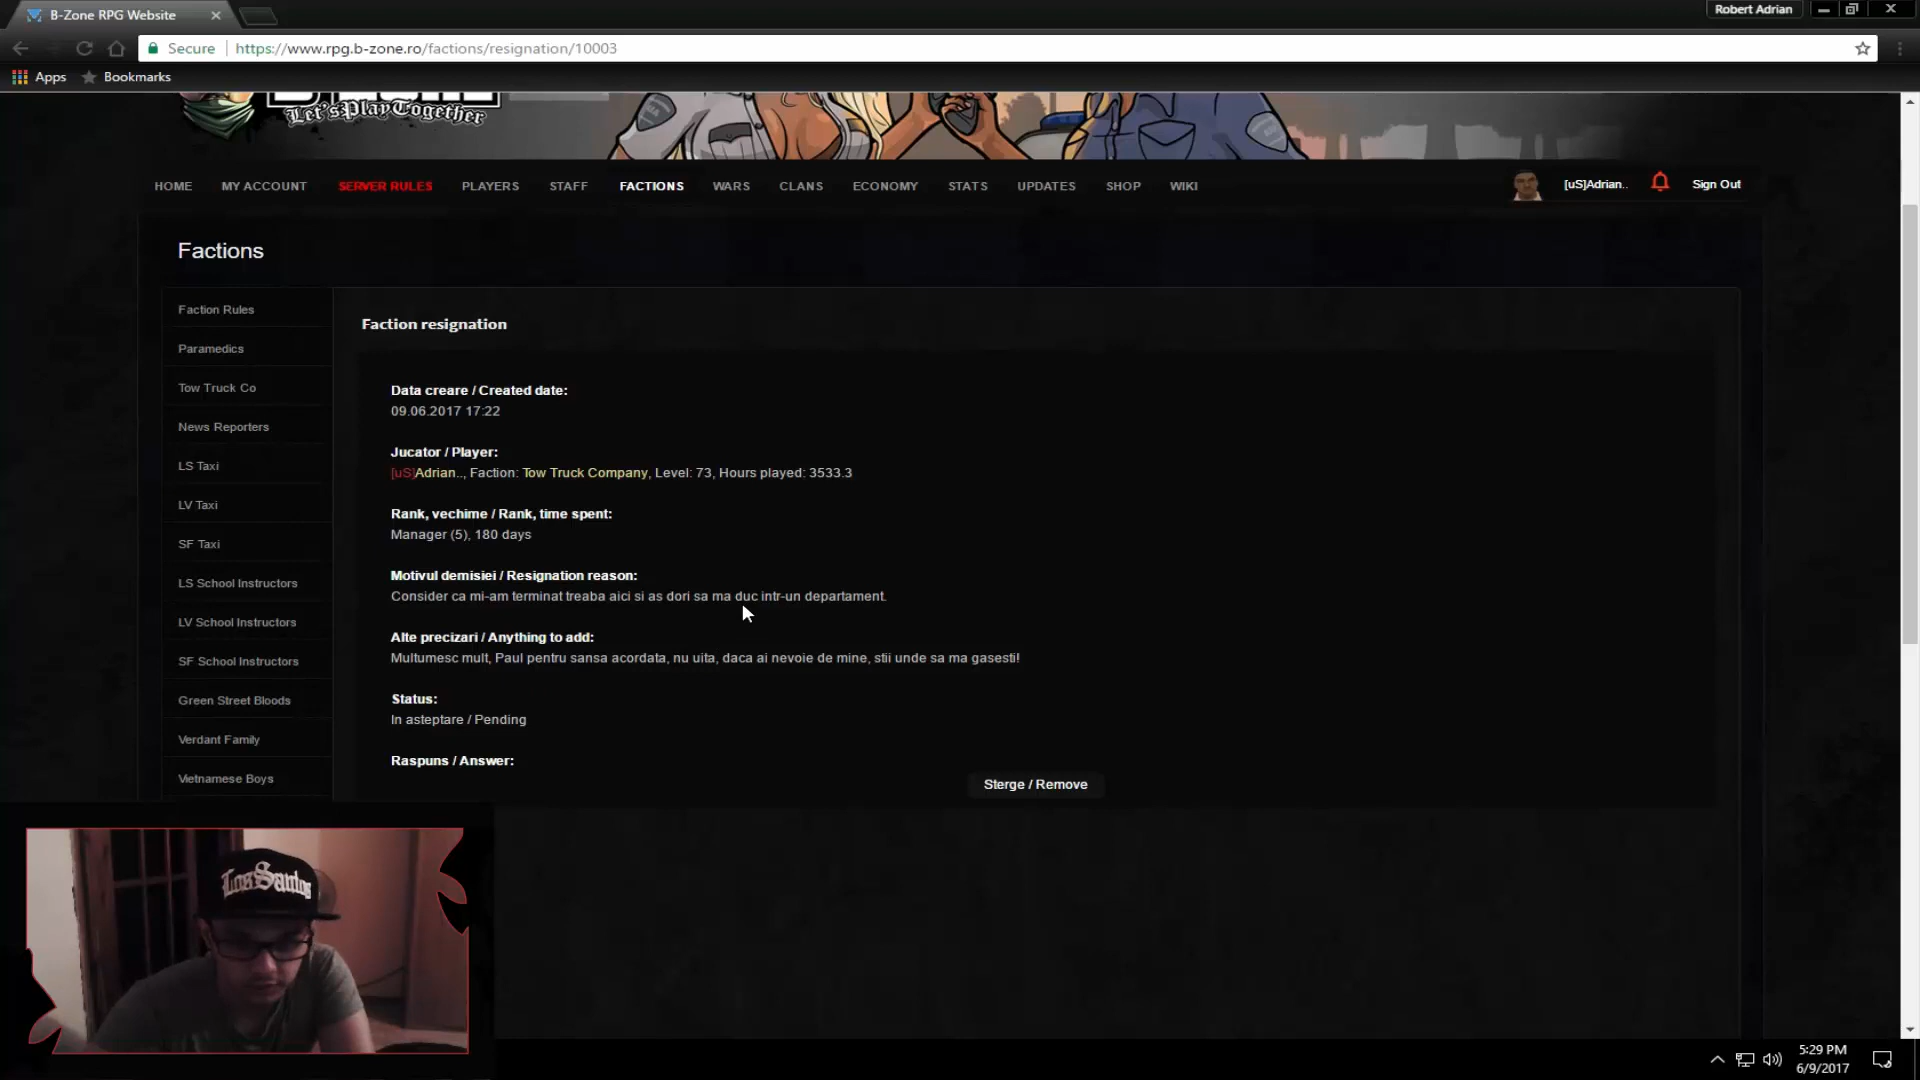 B-Zone RPG Website
Robert Adrian
Secure
https://www.rpg.b-zone.ro/factions/resignation/10003
Apps
Bookmarks
Let'sPlayTogether
HOME
MY ACCOUNT
SERVER RULES
PLAYERS
STAFF
FACTIONS
WARS
CLANS
ECONOMY
STATS
UPDATES
SHOP
WIKI
[uS]Adrian..
Sign Out
Factions
Faction Rules
Paramedics
Tow Truck Co
News Reporters
LS Taxi
LV Taxi
SF Taxi
LS School Instructors
LV School Instructors
SF School Instructors
Green Street Bloods
Verdant Family
Vietnamese Boys
Faction resignation
Data creare / Created date:
09.06.2017 17:22
Jucator / Player:
[uS]Adrian.., Faction: Tow Truck Company, Level: 73, Hours played: 3533.3
Rank, vechime / Rank, time spent:
Manager (5), 180 days
Motivul demisiei / Resignation reason:
Consider ca mi-am terminat treaba aici si as dori sa ma duc intr-un departament.
Alte precizari / Anything to add:
Multumesc mult, Paul pentru sansa acordata, nu uita, daca ai nevoie de mine, stii unde sa ma gasesti!
Status:
In asteptare / Pending
Raspuns / Answer:
Sterge / Remove
Los Santos
5:29 PM
6/9/2017